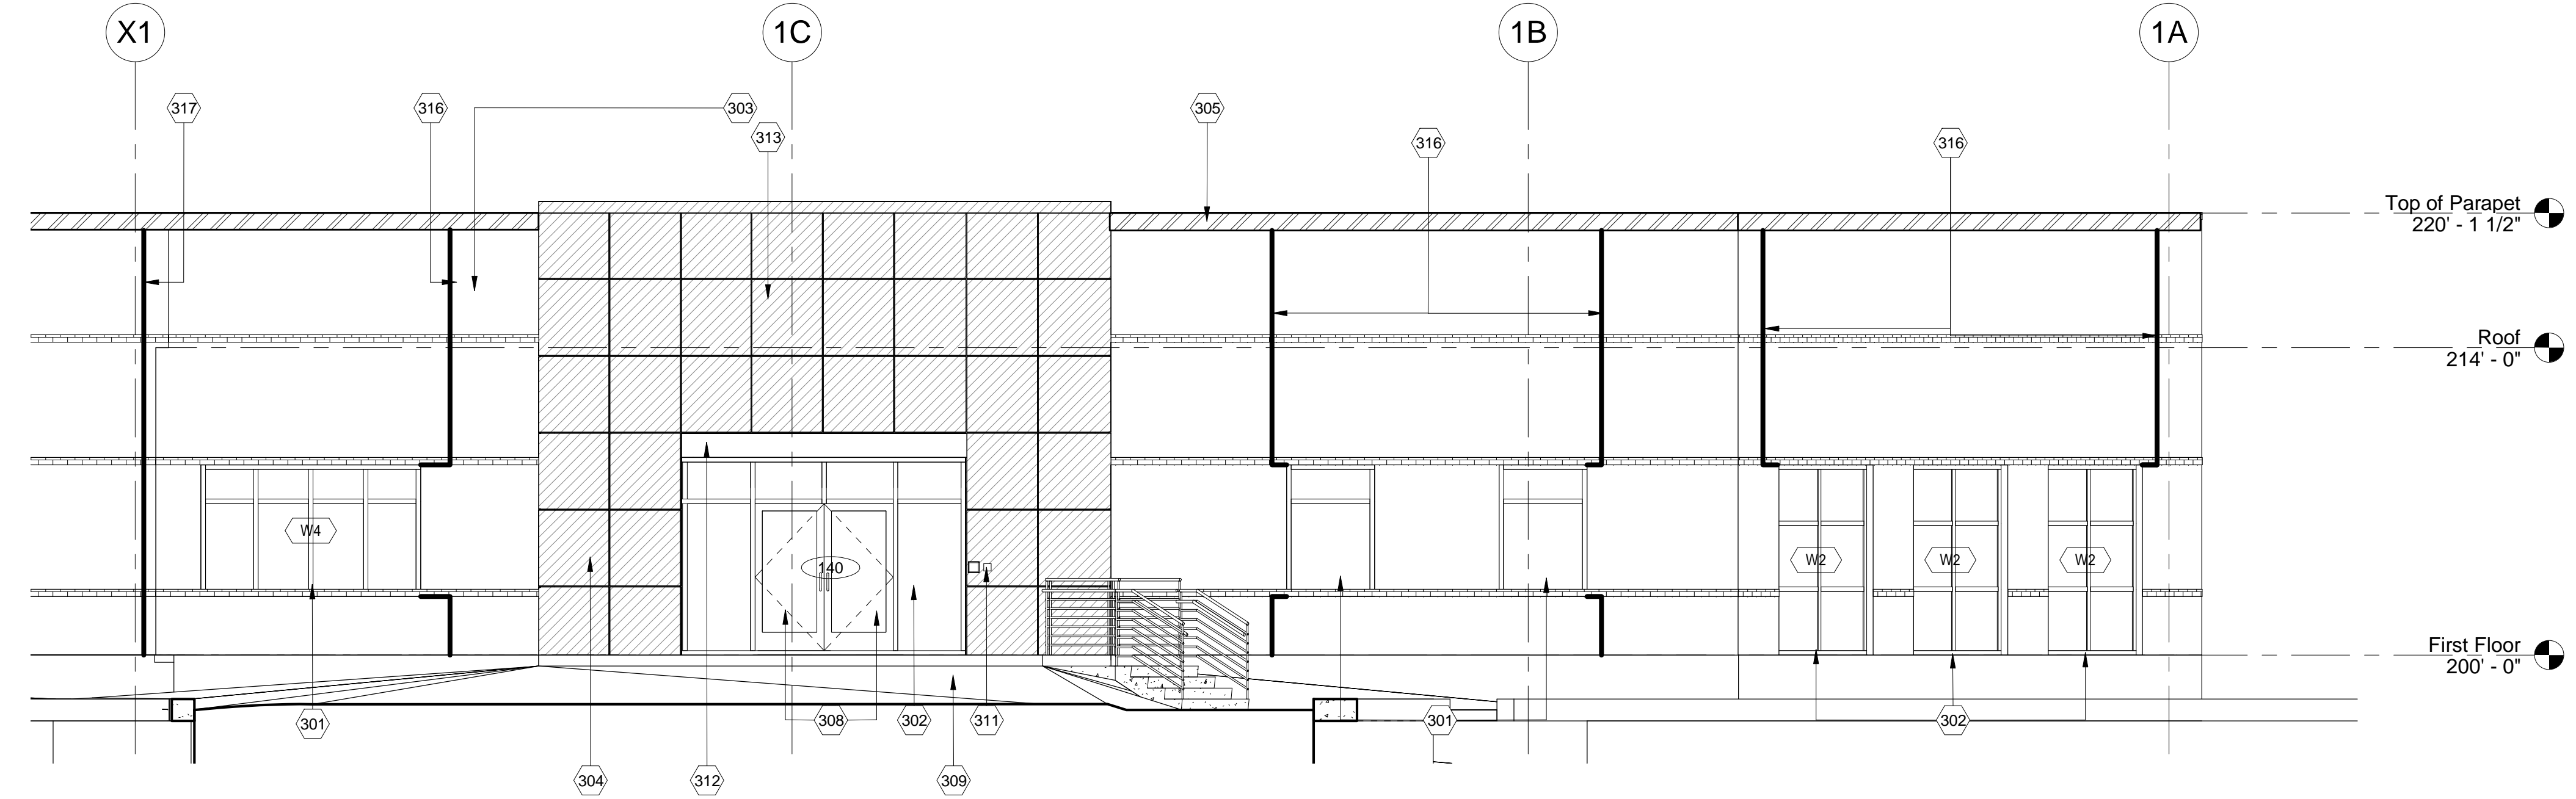 X1
1C
1B
1A
317
316
303
313
305
316
316
Top of Parapet
220' - 1 1/2"
Roof
214' - 0"
W4
140
W2
W2
W2
First Floor
200' - 0"
301
308
302
311
301
302
304
312
309